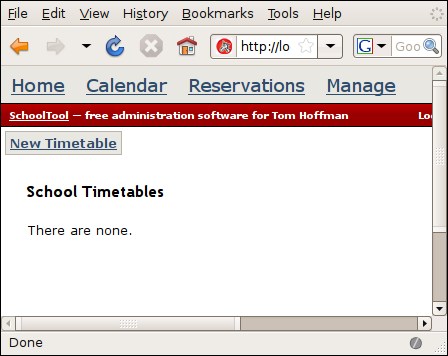 File Edit View History Bookmarks Tools Help
http://lo Goo
Home Calendar Reservations Manage
SchoolTool — free administration software for Tom Hoffman Lo
New Timetable
School Timetables
There are none.
Done